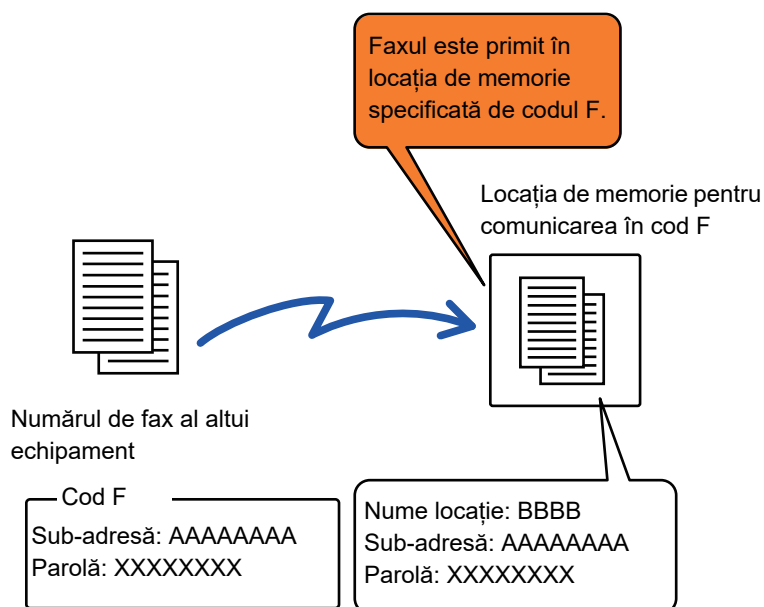 Faxul este primit în
locația de memorie
specificată de codul F.
Locația de memorie pentru
comunicarea în cod F
Numărul de fax al altui
echipament
Cod F
Sub-adresă: AAAAAAAA
Parolă: XXXXXXXX
Nume locație: BBBB
Sub-adresă: AAAAAAAA
Parolă: XXXXXXXX